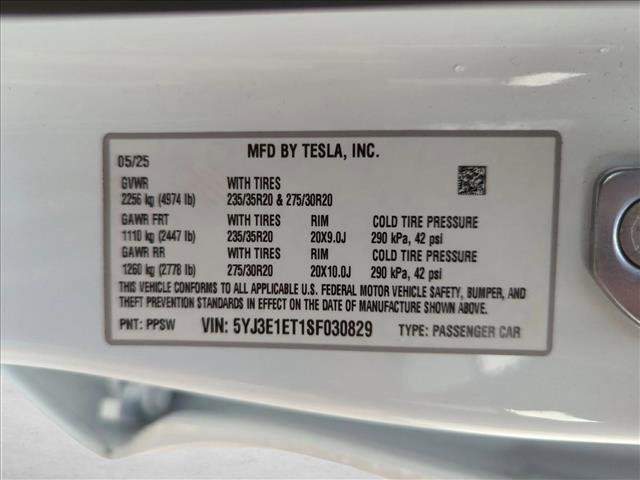 05/25 MFD BY TESLA, INC.
GVWR WITH TIRES
2256 kg (4974 lb) 235/35R20 & 275/30R20
GAWR FRT WITH TIRES RIM COLD TIRE PRESSURE
1110 kg (2447 lb) 235/35R20 20X9.0J 290 kPa, 42 psi
GAWR RR WITH TIRES RIM COLD TIRE PRESSURE
1260 kg (2778 lb) 275/30R20 20X10.0J 290 kPa, 42 psi
THIS VEHICLE CONFORMS TO ALL APPLICABLE U.S. FEDERAL MOTOR VEHICLE SAFETY, BUMPER, AND
THEFT PREVENTION STANDARDS IN EFFECT ON THE DATE OF MANUFACTURE SHOWN ABOVE.
PNT: PPSW VIN: 5YJ3E1ET1SF030829 TYPE: PASSENGER CAR